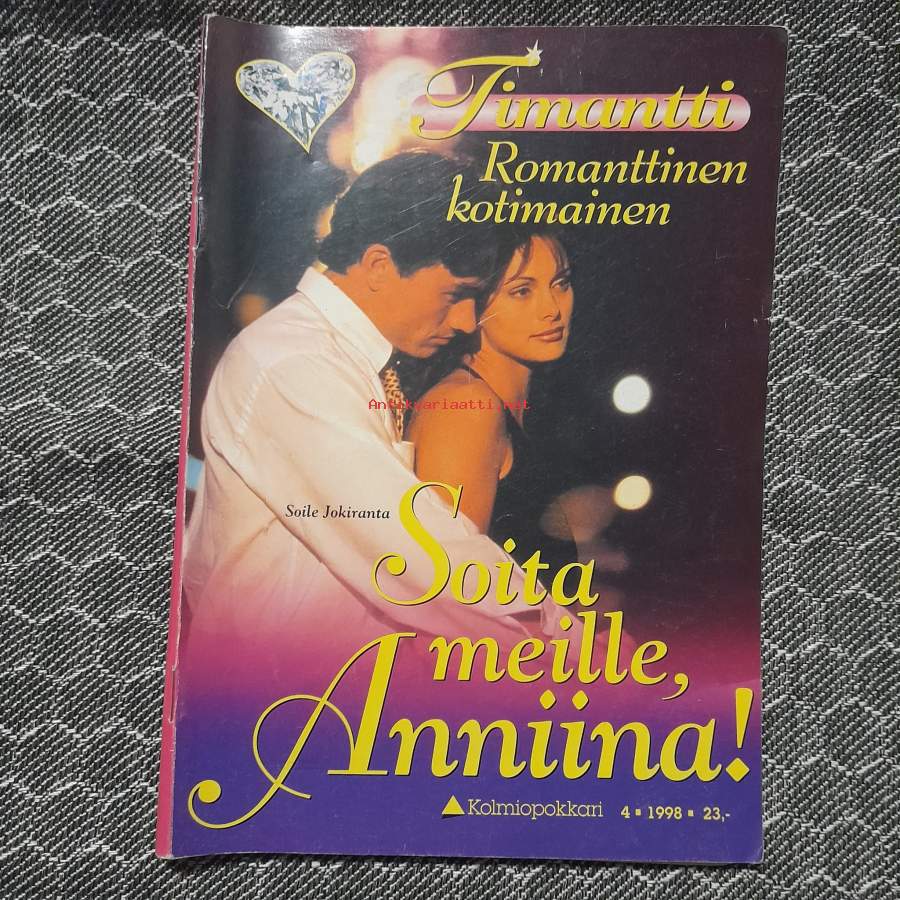 Timantti
Romanttinen
kotimainen
Antikvariaatti.net
Soile Jokiranta
Soita
meille,
Anniina!
Kolmiopokkari 4 ▪ 1998 ▪ 23,-